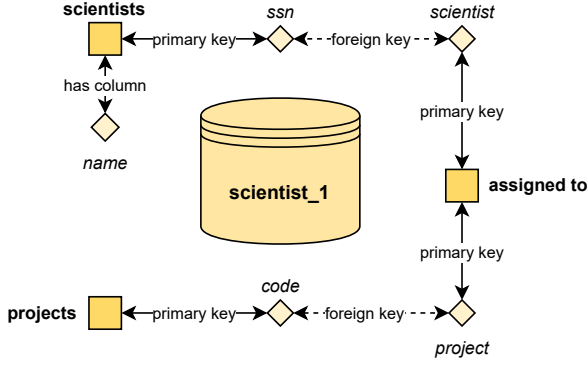 scientists
ssn
scientist
primary key
foreign key
has column
name
primary key
scientist_1
assigned to
primary key
code
projects
primary key
foreign key
project